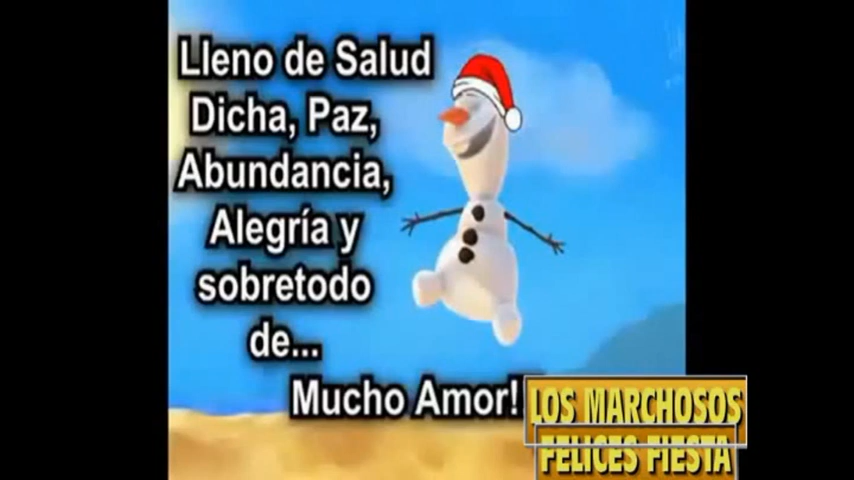 Lleno de Salud
Dicha, Paz,
Abundancia,
Alegría y
sobretodo
de...
Mucho Amor!
LOS MARCHOSOS
FELICES FIESTA